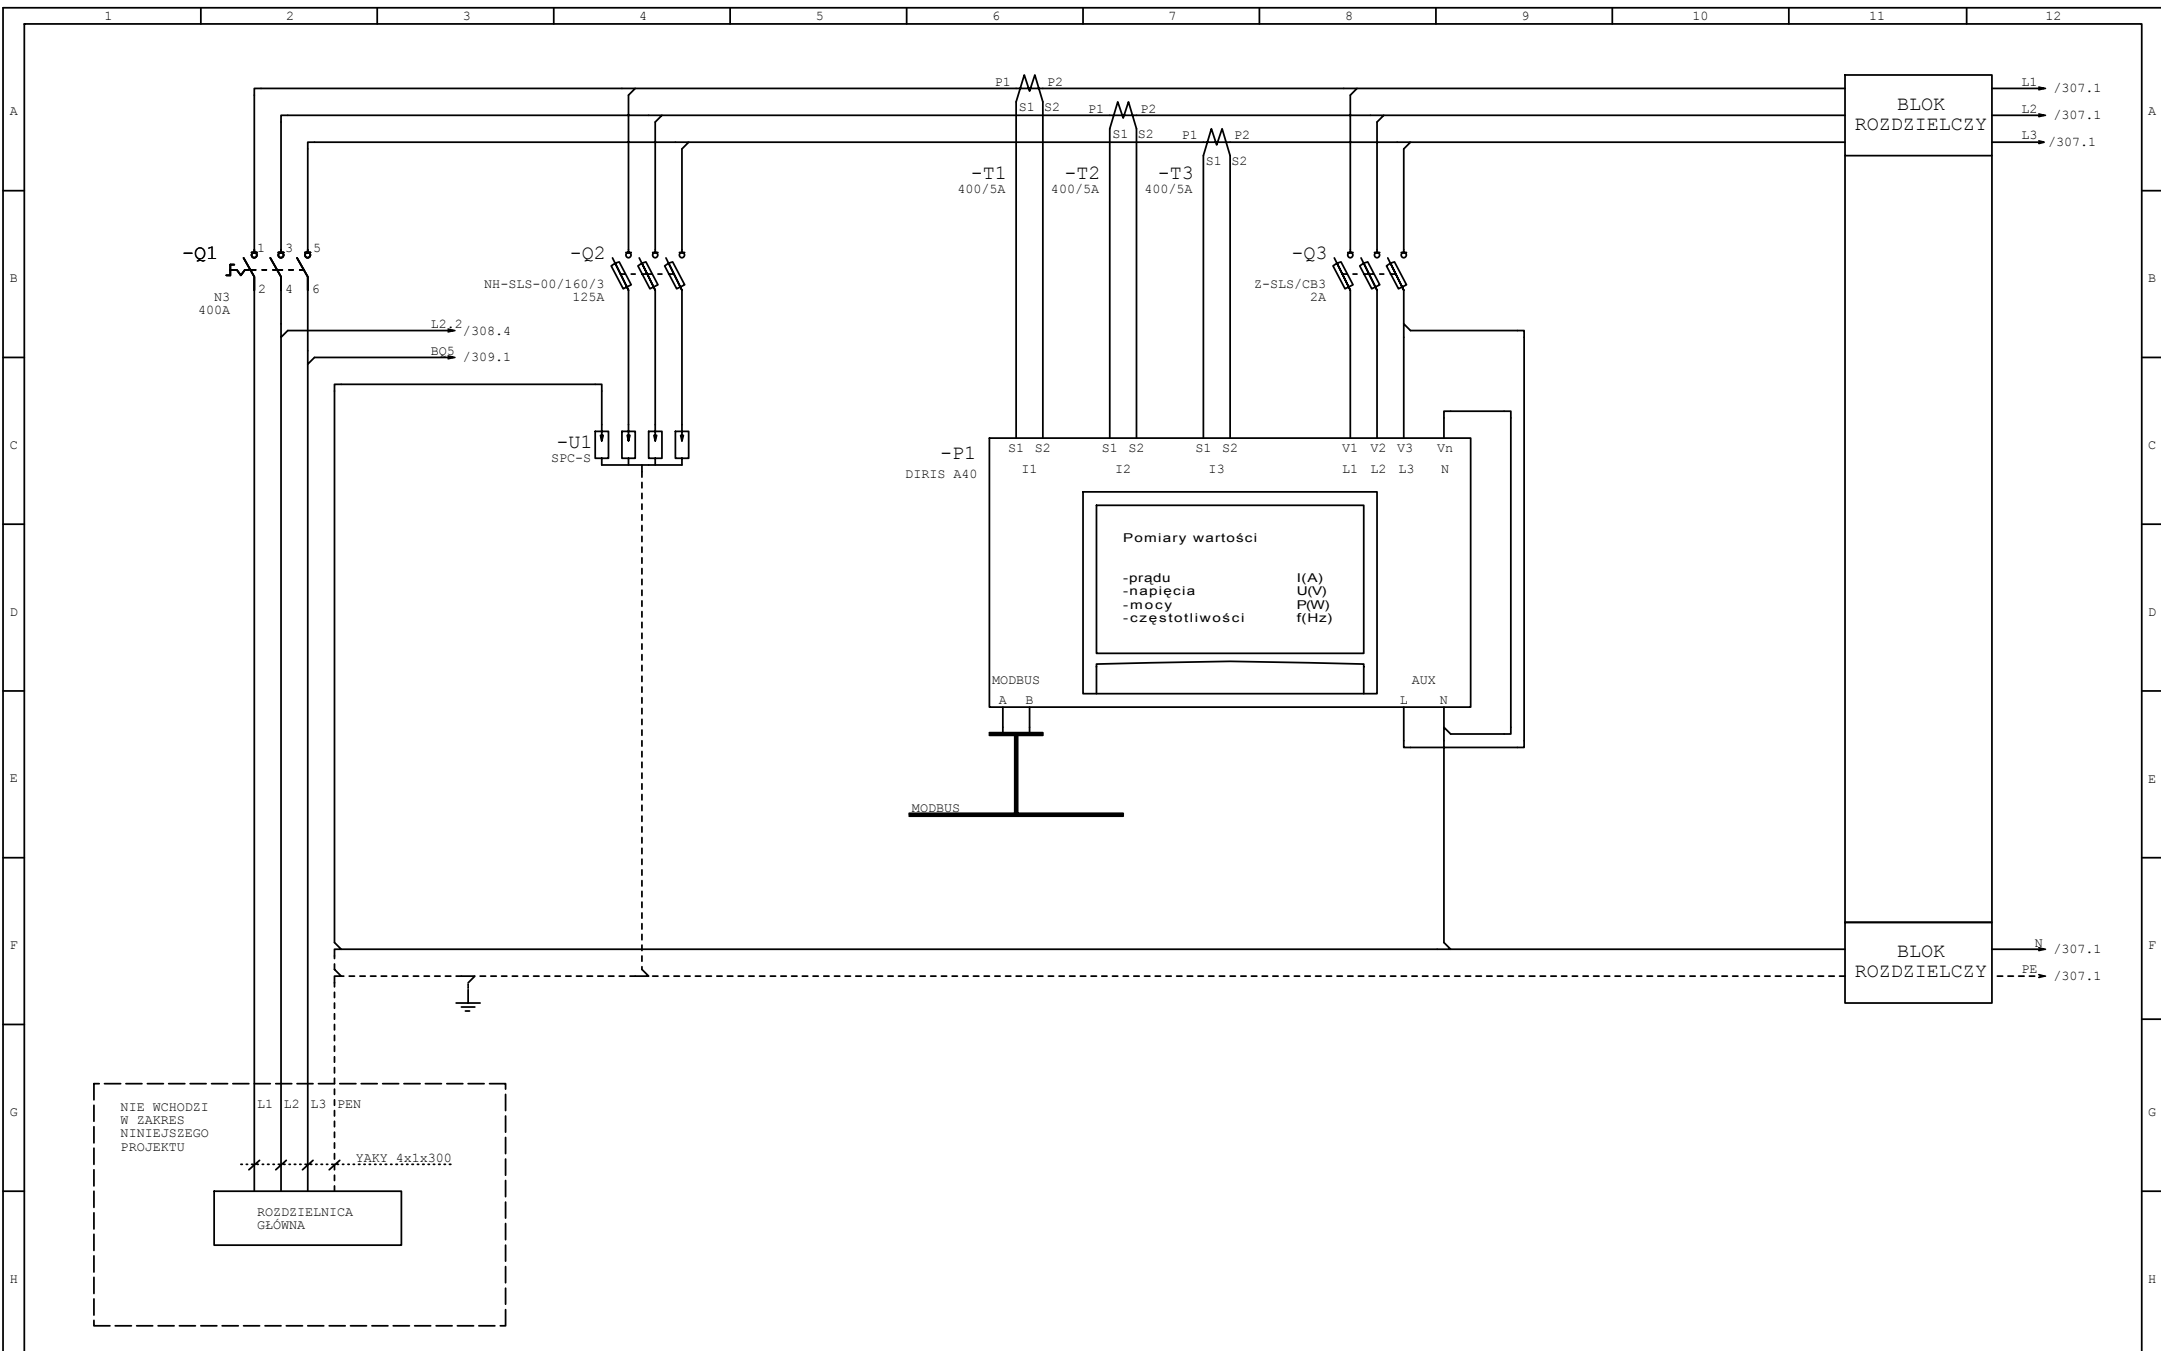 1 2 3 4 5 6 7 8 9 10 11 12
A
B
C
D
E
F
G
H
A
B
C
D
E
F
G
H
P1 P2
S1 S2
P1 P2
S1 S2
P1 P2
S1 S2
-T1
400/5A
-T2
400/5A
-T3
400/5A
BLOK
ROZDZIELCZY
L1 /307.1
L2 /307.1
L3 /307.1
-Q1
1 3 5
2 4 6
N3
400A
L2.2 /308.4
BQ5 /309.1
-Q2
NH-SLS-00/160/3
125A
-Q3
Z-SLS/CB3
2A
-U1
SPC-S
-P1
DIRIS A40
S1 S2 S1 S2 S1 S2 V1 V2 V3 Vn
I1 I2 I3 L1 L2 L3 N
Pomiary wartości
-prądu I(A)
-napięcia U(V)
-mocy P(W)
-częstotliwości f(Hz)
MODBUS AUX
A B L N
MODBUS
BLOK
ROZDZIELCZY
N /307.1
PE /307.1
NIE WCHODZI
W ZAKRES
NINIEJSZEGO
PROJEKTU
L1 L2 L3 PEN
YAKY 4x1x300
ROZDZIELNICA
GŁÓWNA